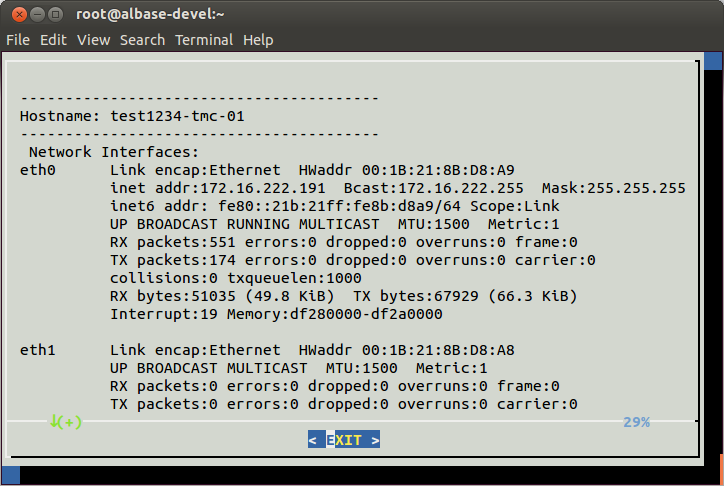 root@albase-devel:~
File Edit View Search Terminal Help
----------------------------------------
Hostname: test1234-tmc-01
----------------------------------------
Network Interfaces:
eth0 Link encap:Ethernet HWaddr 00:1B:21:8B:D8:A9
inet addr:172.16.222.191 Bcast:172.16.222.255 Mask:255.255.255
inet6 addr: fe80::21b:21ff:fe8b:d8a9/64 Scope:Link
UP BROADCAST RUNNING MULTICAST MTU:1500 Metric:1
RX packets:551 errors:0 dropped:0 overruns:0 frame:0
TX packets:174 errors:0 dropped:0 overruns:0 carrier:0
collisions:0 txqueuelen:1000
RX bytes:51035 (49.8 KiB) TX bytes:67929 (66.3 KiB)
Interrupt:19 Memory:df280000-df2a0000
eth1 Link encap:Ethernet HWaddr 00:1B:21:8B:D8:A8
UP BROADCAST MULTICAST MTU:1500 Metric:1
RX packets:0 errors:0 dropped:0 overruns:0 frame:0
TX packets:0 errors:0 dropped:0 overruns:0 carrier:0
↓(+) 29%
< EXIT >